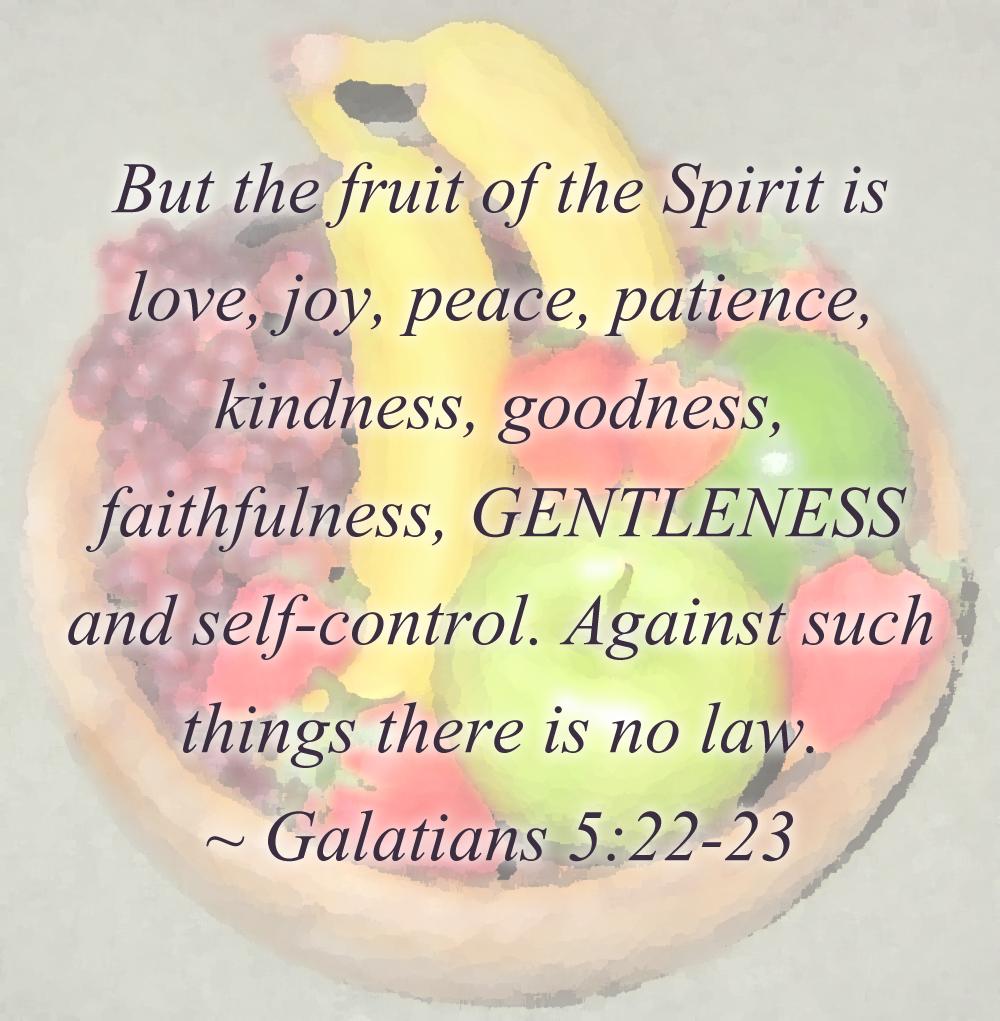 But the fruit of the Spirit is
love, joy, peace, patience,
kindness, goodness,
faithfulness, GENTLENESS
and self-control. Against such
things there is no law.
~ Galatians 5:22-23